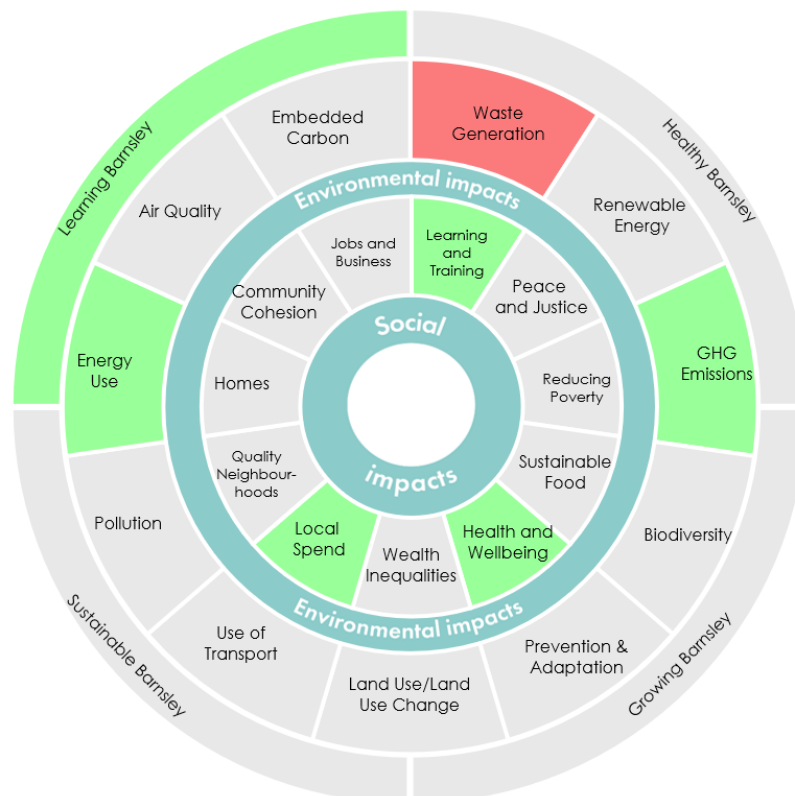 Learning Barnsley
Healthy Barnsley
Growing Barnsley
Sustainable Barnsley
Waste
Generation
Renewable
Energy
GHG
Emissions
Biodiversity
Prevention &
Adaptation
Land Use/Land
Use Change
Use of
Transport
Pollution
Energy
Use
Air Quality
Embedded
Carbon
Environmental impacts
Environmental impacts
Learning
and
Training
Peace
and Justice
Reducing
Poverty
Sustainable
Food
Health and
Wellbeing
Wealth
Inequalities
Local
Spend
Quality
Neighbour-
hoods
Homes
Community
Cohesion
Jobs and
Business
Social
impacts